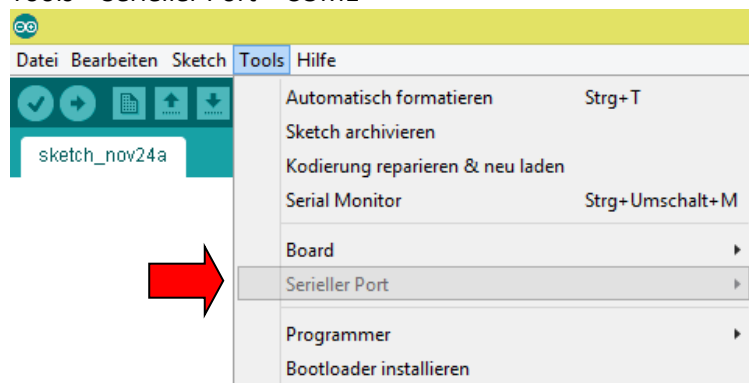 Datei Bearbeiten Sketch Tools Hilfe
sketch_nov24a
Automatisch formatieren Strg+T
Sketch archivieren
Kodierung reparieren & neu laden
Serial Monitor Strg+Umschalt+M
Board
Serieller Port
Programmer
Bootloader installieren